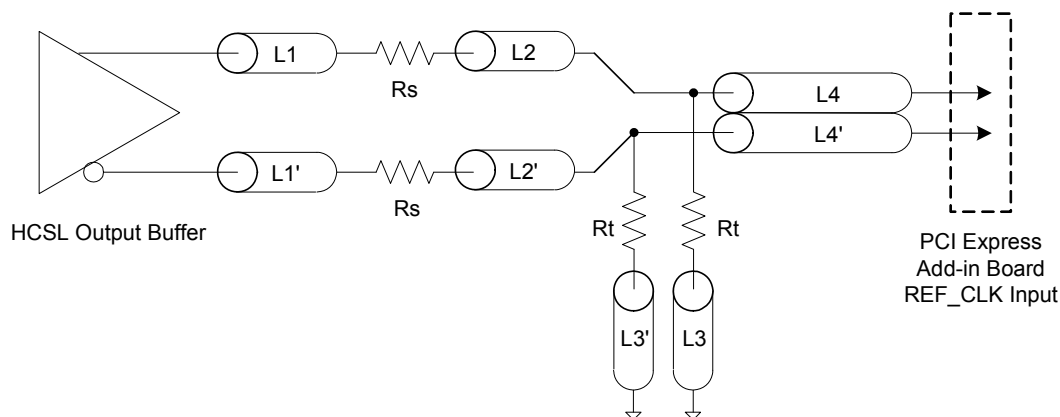 L1
L2
Rs
L4
L4'
L1'
L2'
Rs
HCSL Output Buffer
Rt
Rt
L3'
L3
PCI Express
Add-in Board
REF_CLK Input